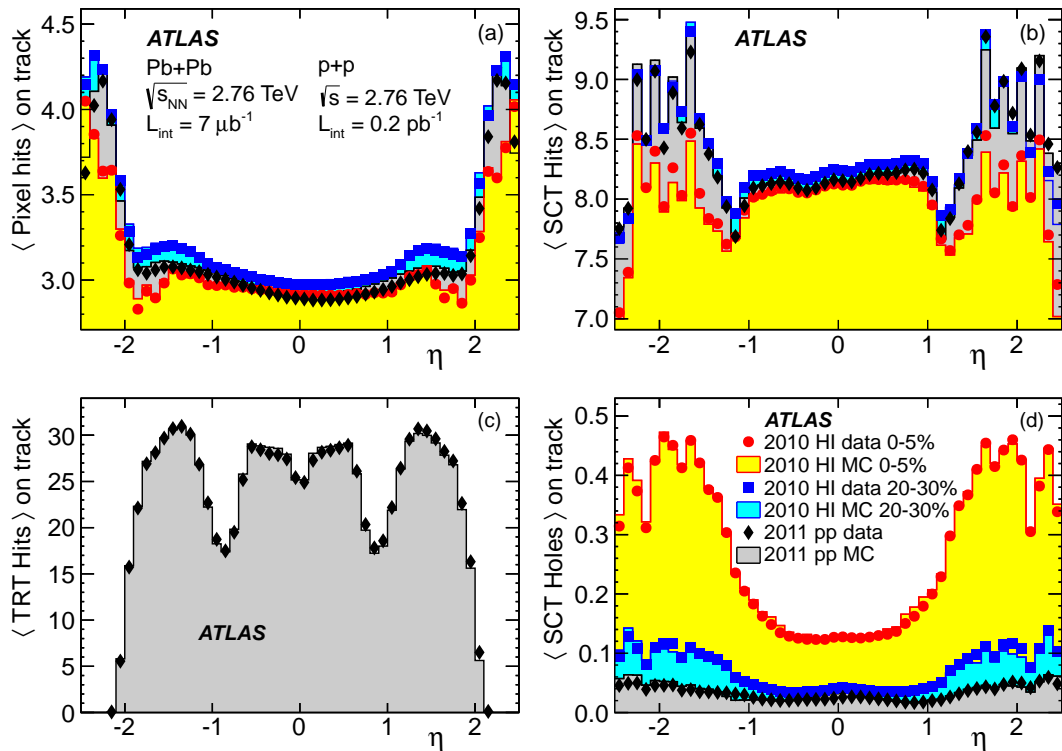 ⟨ Pixel hits ⟩ on track
4.5
4.0
3.5
3.0
ATLAS
(a)
Pb+Pb
p+p
√sNN = 2.76 TeV
√s = 2.76 TeV
Lint = 7 μb-1
Lint = 0.2 pb-1
-2
-1
0
1
2
η
⟨ SCT Hits ⟩ on track
9.5
9.0
8.5
8.0
7.5
7.0
ATLAS
(b)
-2
-1
0
1
2
η
⟨ TRT Hits ⟩ on track
30
25
20
15
10
5
0
(c)
ATLAS
-2
-1
0
1
2
η
⟨ SCT Holes ⟩ on track
0.5
0.4
0.3
0.2
0.1
0.0
ATLAS
(d)
2010 HI data 0-5%
2010 HI MC 0-5%
2010 HI data 20-30%
2010 HI MC 20-30%
2011 pp data
2011 pp MC
-2
-1
0
1
2
η